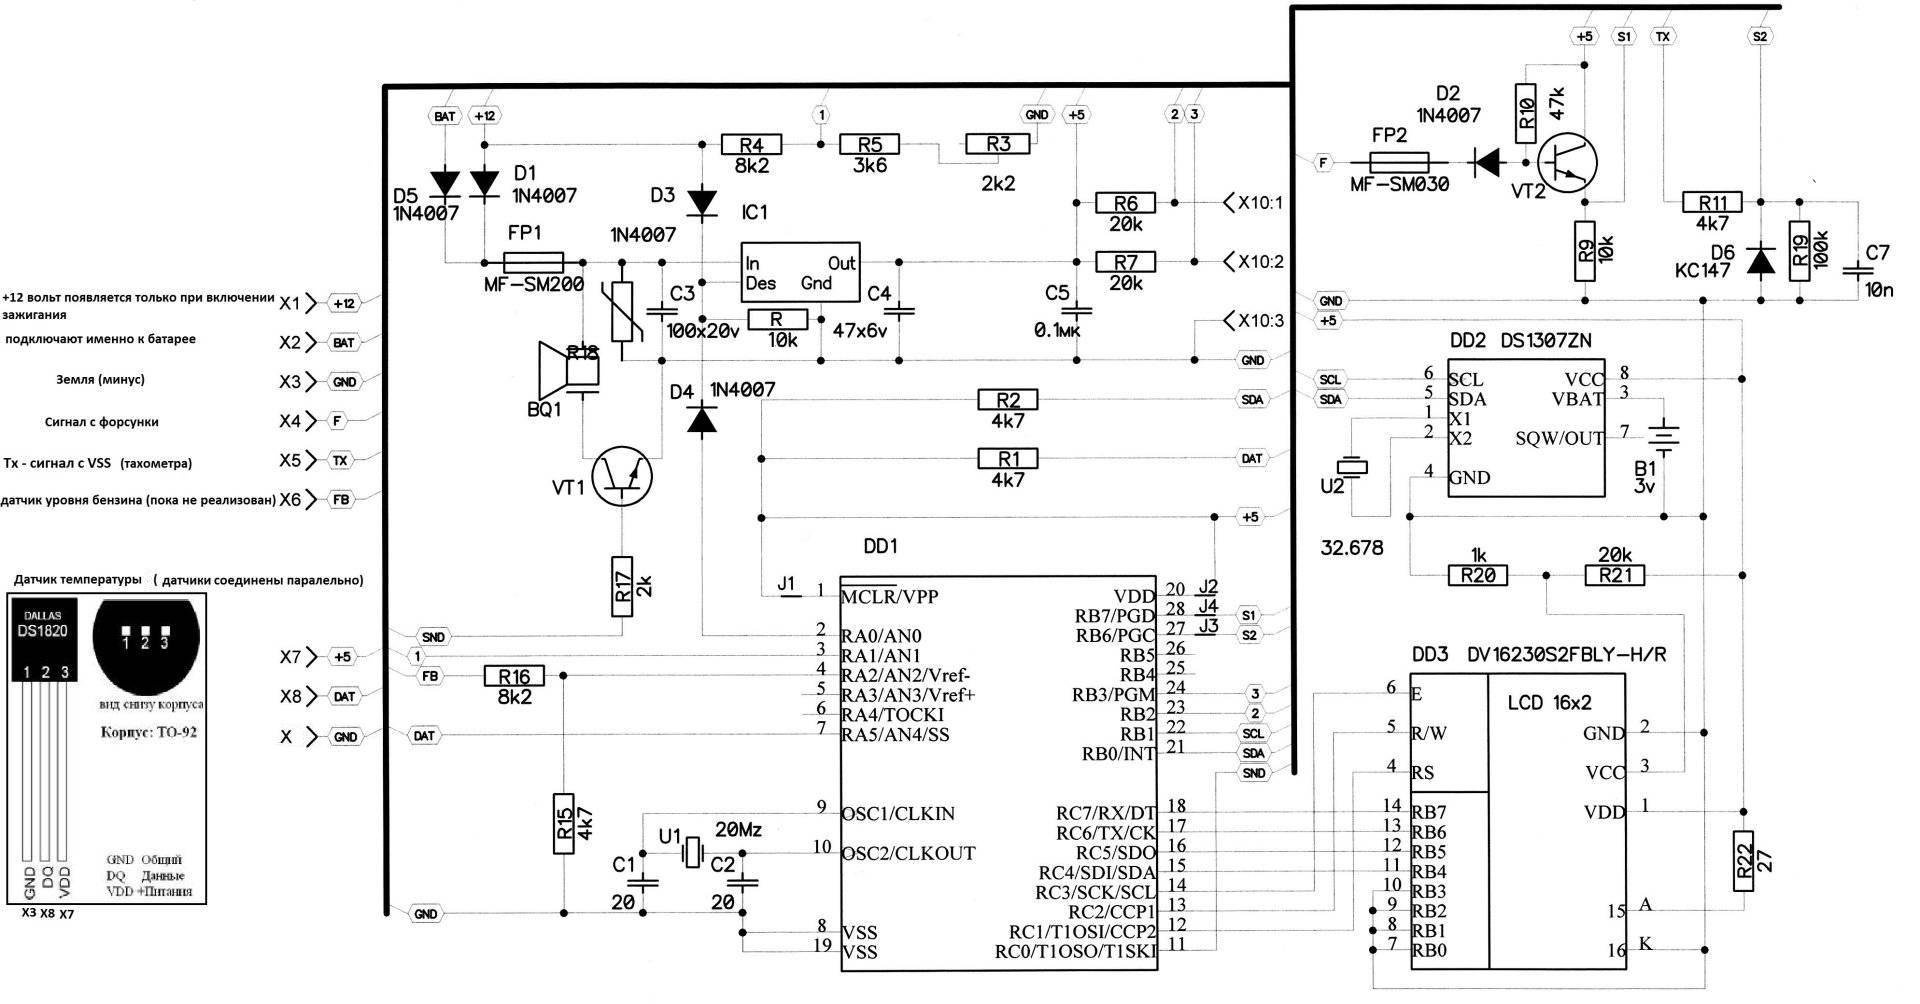 +5
S1
TX
S2
BAT
+12
1
GND
+5
2
3
D2
1N4007
R10
47k
FP2
F
MF-SM030
VT2
R4
8k2
R5
3k6
R3
2k2
D5
1N4007
D1
1N4007
D3
1N4007
IC1
R6
20k
X10:1
R11
4k7
R9
10k
D6
KC147
R19
100k
C7
10n
FP1
MF-SM200
In
Out
Des
Gnd
R7
20k
X10:2
C3
100x20v
R
10k
C4
47x6v
C5
0.1мк
X10:3
GND
GND
+5
+12 вольт появляется только при включении
зажигания
X1
+12
подключают именно к батарее
X2
BAT
Земля (минус)
X3
GND
Сигнал с форсунки
X4
F
Tx - сигнал с VSS (тахометра)
X5
TX
датчик уровня бензина (пока не реализован)
X6
FB
R18
BQ1
D4
1N4007
R2
4k7
SDA
R1
4k7
DAT
+5
VT1
R17
2k
DD2 DS1307ZN
SCL
6
SCL
VCC
8
SDA
5
SDA
VBAT
3
1
X1
2
X2
SQW/OUT
7
4
GND
U2
32.678
B1
3v
1k
R20
20k
R21
Датчик температуры ( датчики соединены паралельно)
DALLAS
DS1820
1 2 3
1 2 3
вид снизу корпуса
Корпус: TO-92
GND
DQ
VDD
GND Общий
DQ Данные
VDD +Питания
X3 X8 X7
X7
+5
X8
DAT
X
GND
SND
1
FB
DAT
GND
R16
8k2
R15
4k7
U1
20Mz
C1
20
C2
20
DD1
J1
1
MCLR/VPP
2
RA0/AN0
3
RA1/AN1
4
RA2/AN2/Vref-
5
RA3/AN3/Vref+
6
RA4/TOCKI
7
RA5/AN4/SS
9
OSC1/CLKIN
10
OSC2/CLKOUT
8
VSS
19
VSS
VDD
20
J2
RB7/PGD
28
J4
S1
RB6/PGC
27
J3
S2
RB5
26
RB4
25
RB3/PGM
24
3
RB2
23
2
RB1
22
SCL
RB0/INT
21
SDA
SND
RC7/RX/DT
18
RC6/TX/CK
17
RC5/SDO
16
RC4/SDI/SDA
15
RC3/SCK/SCL
14
RC2/CCP1
13
RC1/T1OSI/CCP2
12
RC0/T1OSO/T1SKI
11
DD3 DV16230S2FBLY-H/R
LCD 16x2
6
E
5
R/W
4
RS
14
RB7
13
RB6
12
RB5
11
RB4
10
RB3
9
RB2
8
RB1
7
RB0
GND
2
VCC
3
VDD
1
15
A
16
K
R22
27